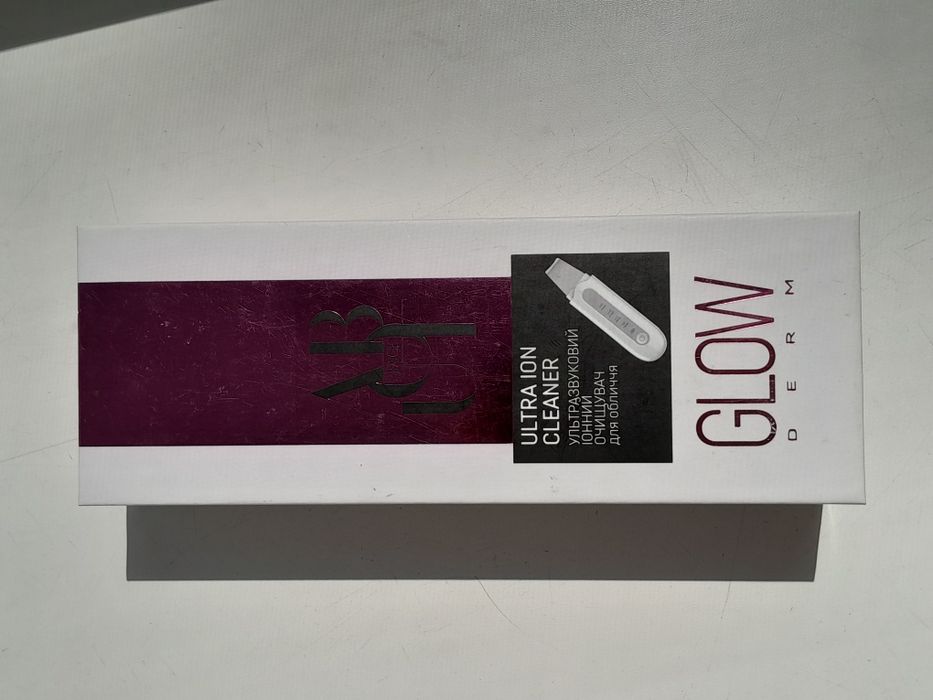 ULTRA ION
CLEANER
УЛЬТРАЗВУКОВИЙ
ІОННИЙ
ОЧИЩУВАЧ
для обличчя
GLOW
DERM